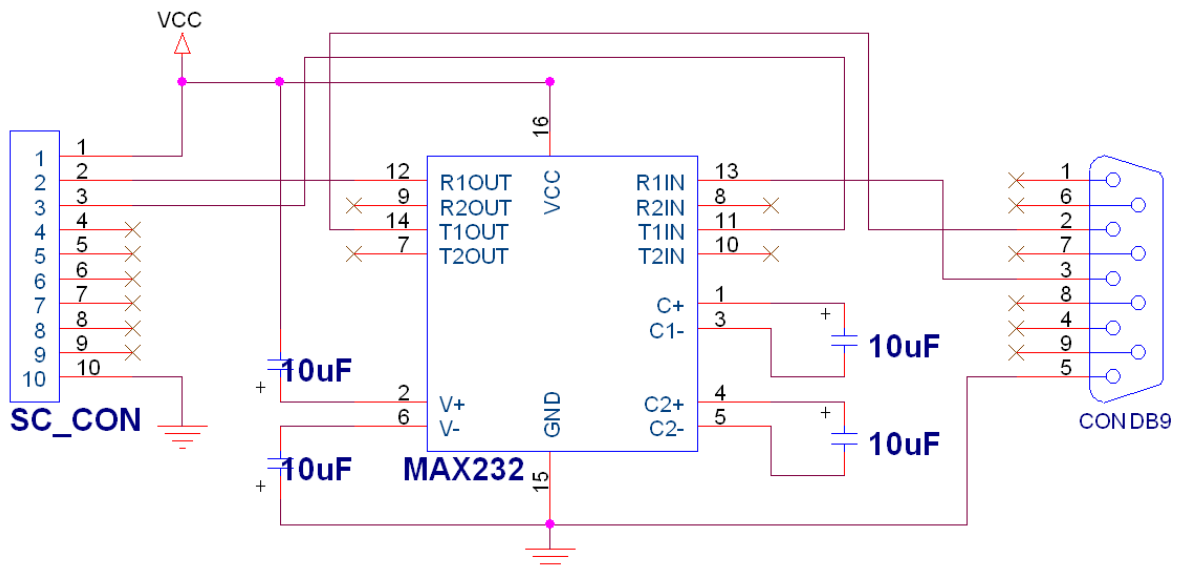 VCC
16
1 1
2 2
3 3
4 4
5 5
6 6
7 7
8 8
9 9
10 10
SC_CON
12 R1OUT
9 R2OUT
14 T1OUT
7 T2OUT
VCC
R1IN 13
R2IN 8
T1IN 11
T2IN 10
C+ 1
C1- 3
+
10uF
C2+ 4
C2- 5
+
10uF
10uF
+
2 V+
6 V-
10uF
+
GND
15
MAX232
1
6
2
7
3
8
4
9
5
CON DB9